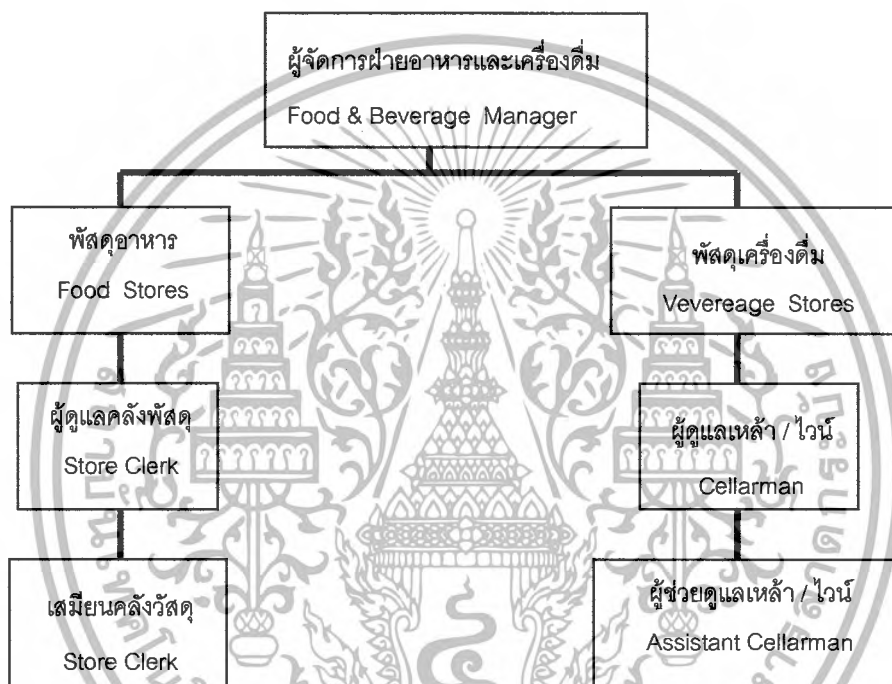 ผู้จัดการฝ่ายอาหารและเครื่องดื่ม
Food & Beverage Manager
พัสดุอาหาร
Food Stores
พัสดุเครื่องดื่ม
Vevereage Stores
ผู้ดูแลคลังพัสดุ
Store Clerk
ผู้ดูแลเหล้า / ไวน์
Cellarman
เสมียนคลังวัสดุ
Store Clerk
ผู้ช่วยดูแลเหล้า / ไวน์
Assistant Cellarman